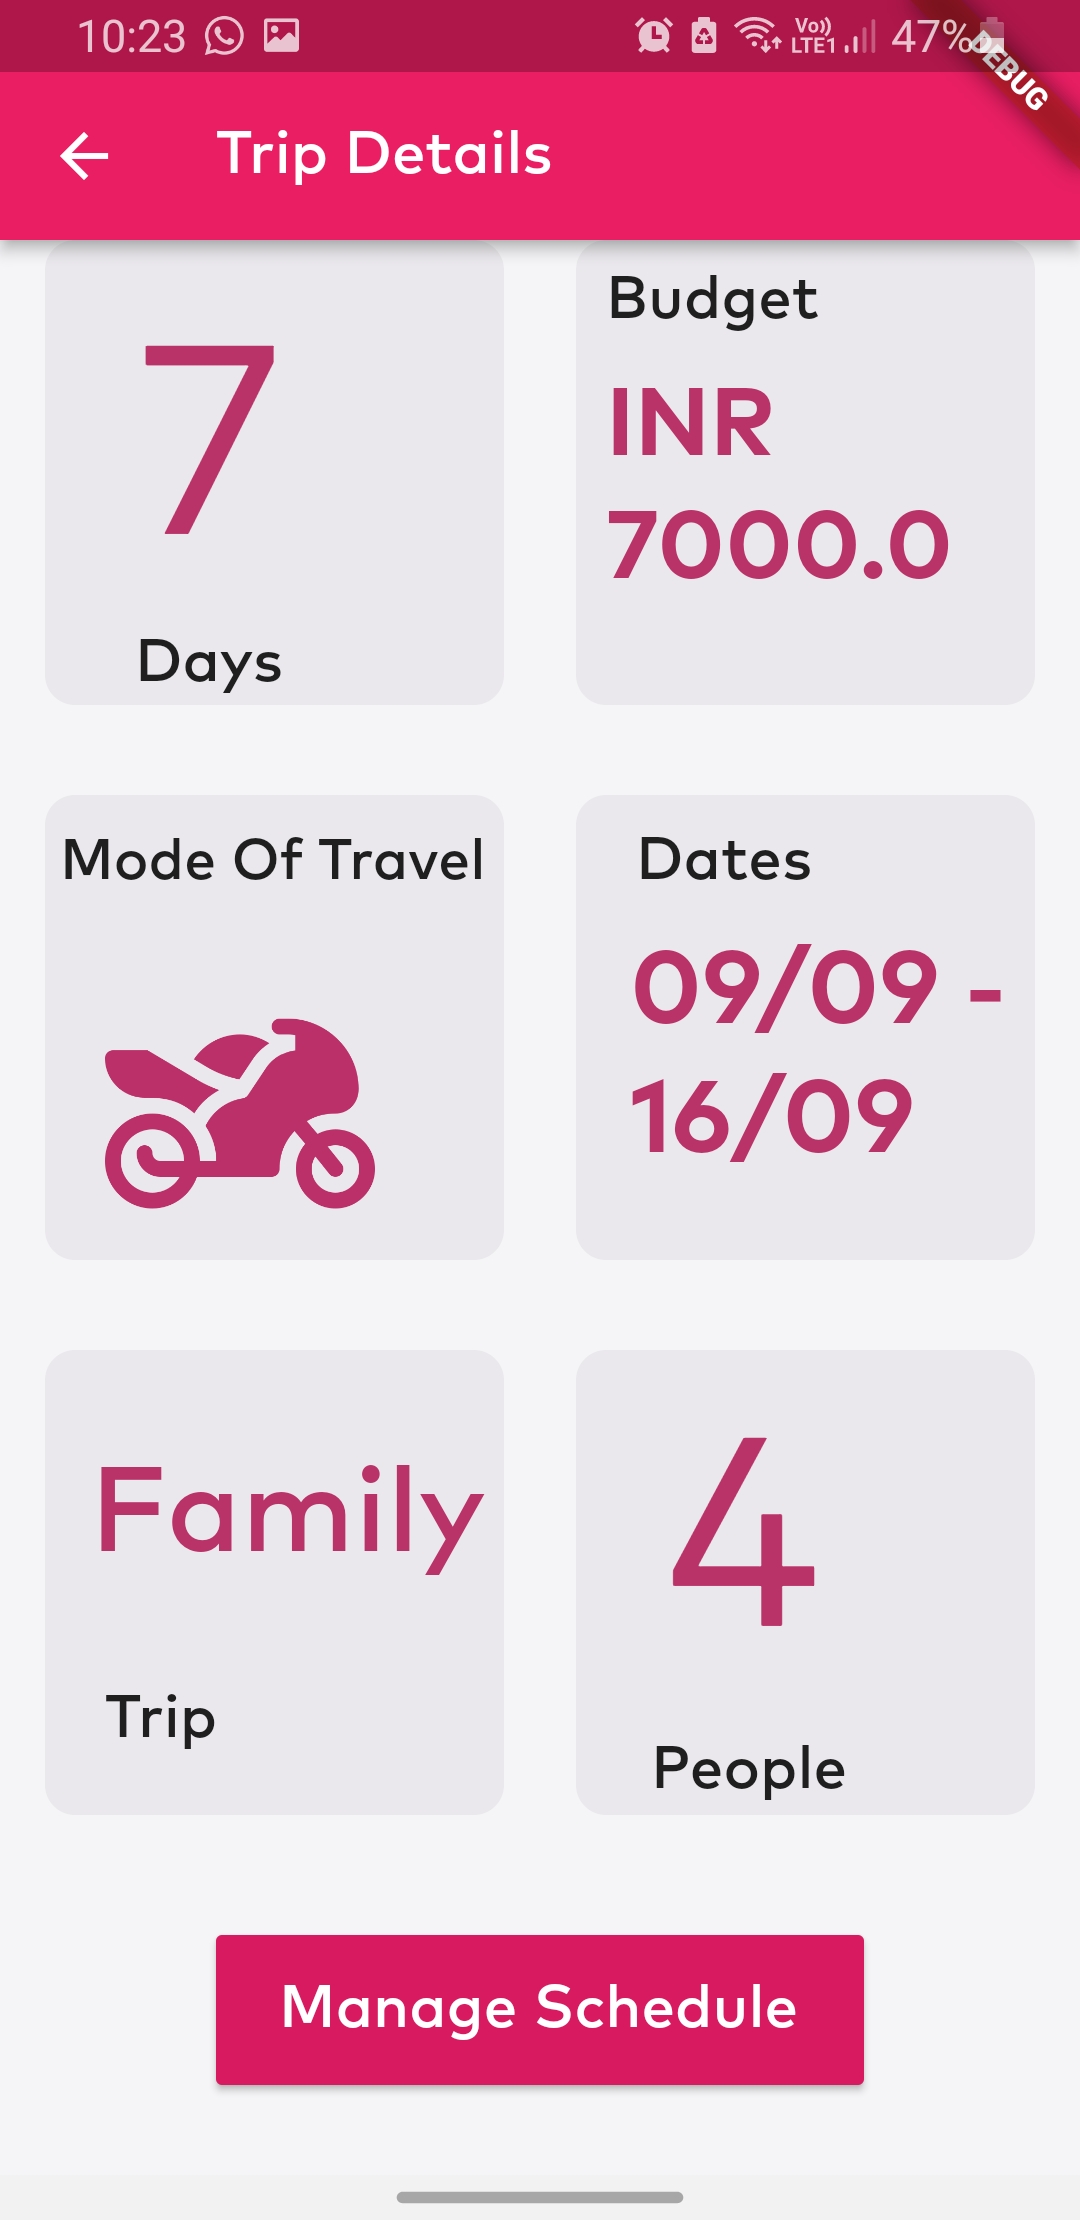 10:23 Vo)) LTE1 47%
DEBUG
Trip Details
7
Days
Budget
INR
7000.0
Mode Of Travel
Dates
09/09 -
16/09
Family
Trip
4
People
Manage Schedule